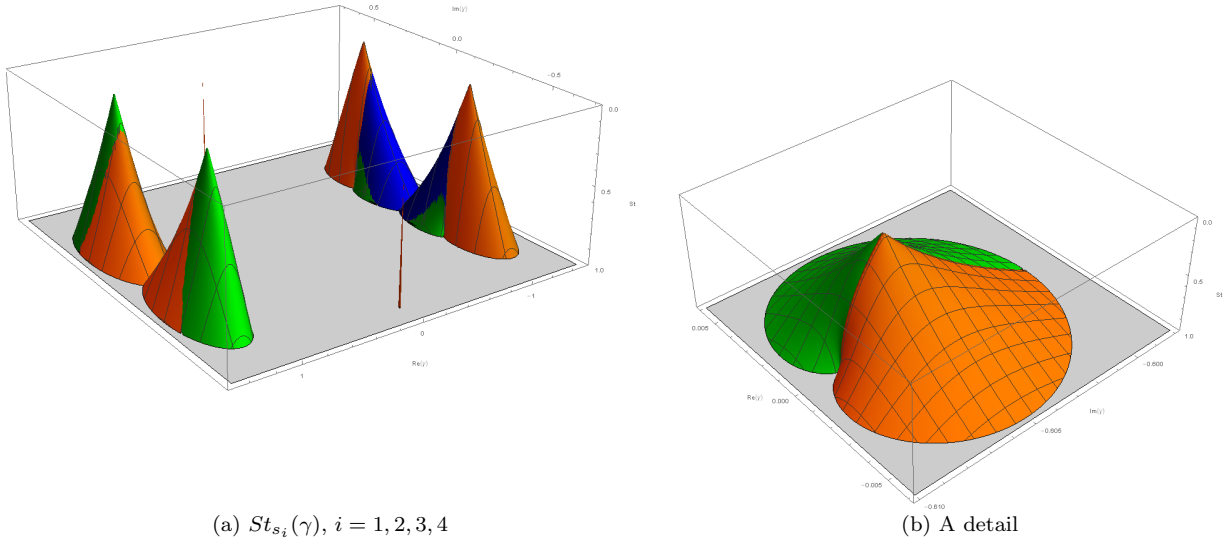 0.5
Im(γ)
0.0
-0.5
0.0
0.5
St
1.0
-1
0
Re(γ)
1
0.0
0.5
St
1.0
0.005
-0.600
Re(γ)
0.000
Im(γ)
-0.605
-0.005
-0.610
(a) St_{s_i}(γ), i = 1, 2, 3, 4
(b) A detail